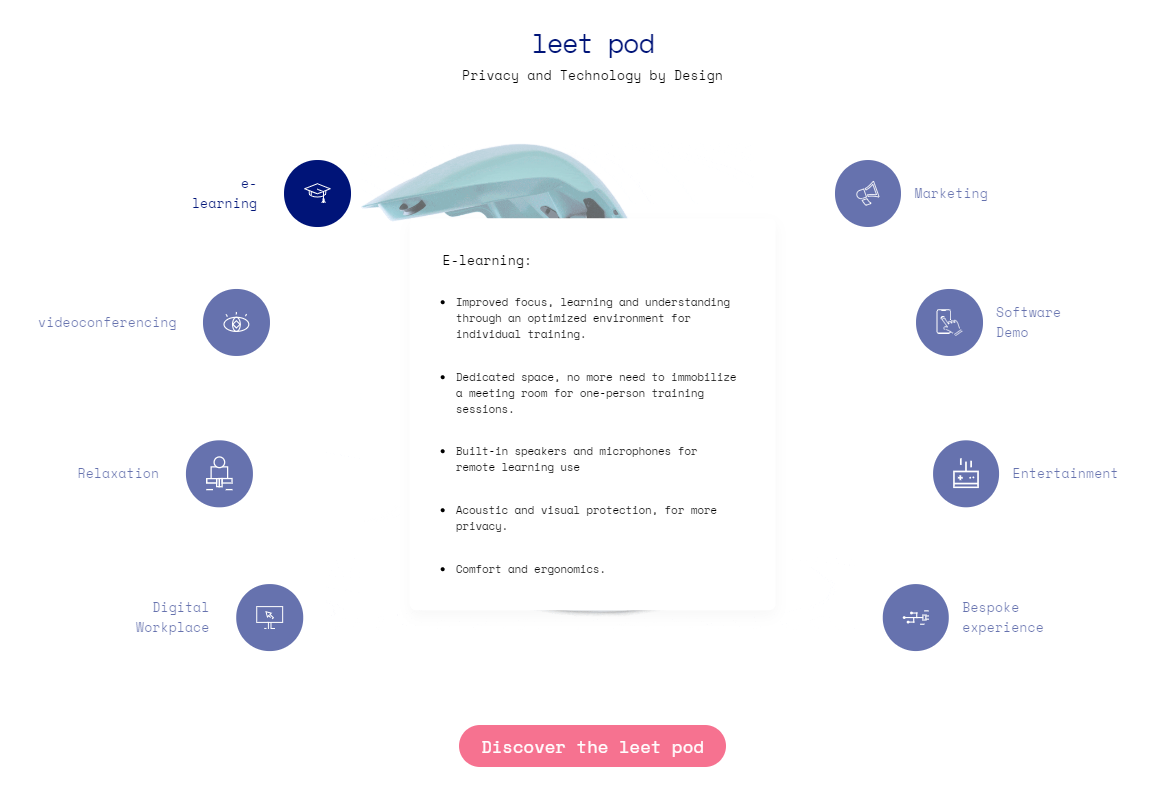 leet pod
Privacy and Technology by Design
e-
learning
Marketing
E-learning:
Improved focus, learning and understanding
through an optimized environment for
individual training.
Dedicated space, no more need to immobilize
a meeting room for one-person training
sessions.
Built-in speakers and microphones for
remote learning use
Acoustic and visual protection, for more
privacy.
Comfort and ergonomics.
videoconferencing
Software
Demo
Relaxation
Entertainment
Digital
Workplace
Bespoke
experience
Discover the leet pod